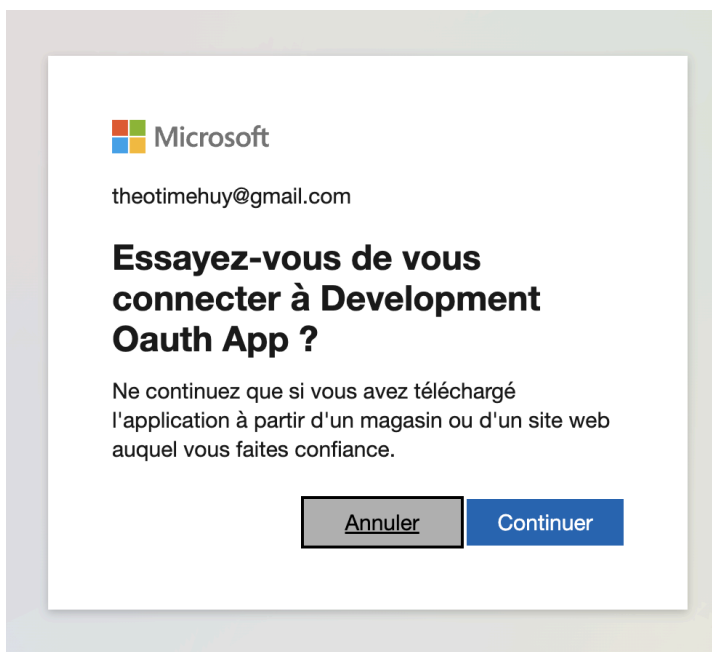 Microsoft
theotimehuy@gmail.com
Essayez-vous de vous
connecter à Development
Oauth App ?
Ne continuez que si vous avez téléchargé
l'application à partir d'un magasin ou d'un site web
auquel vous faites confiance.
Annuler Continuer